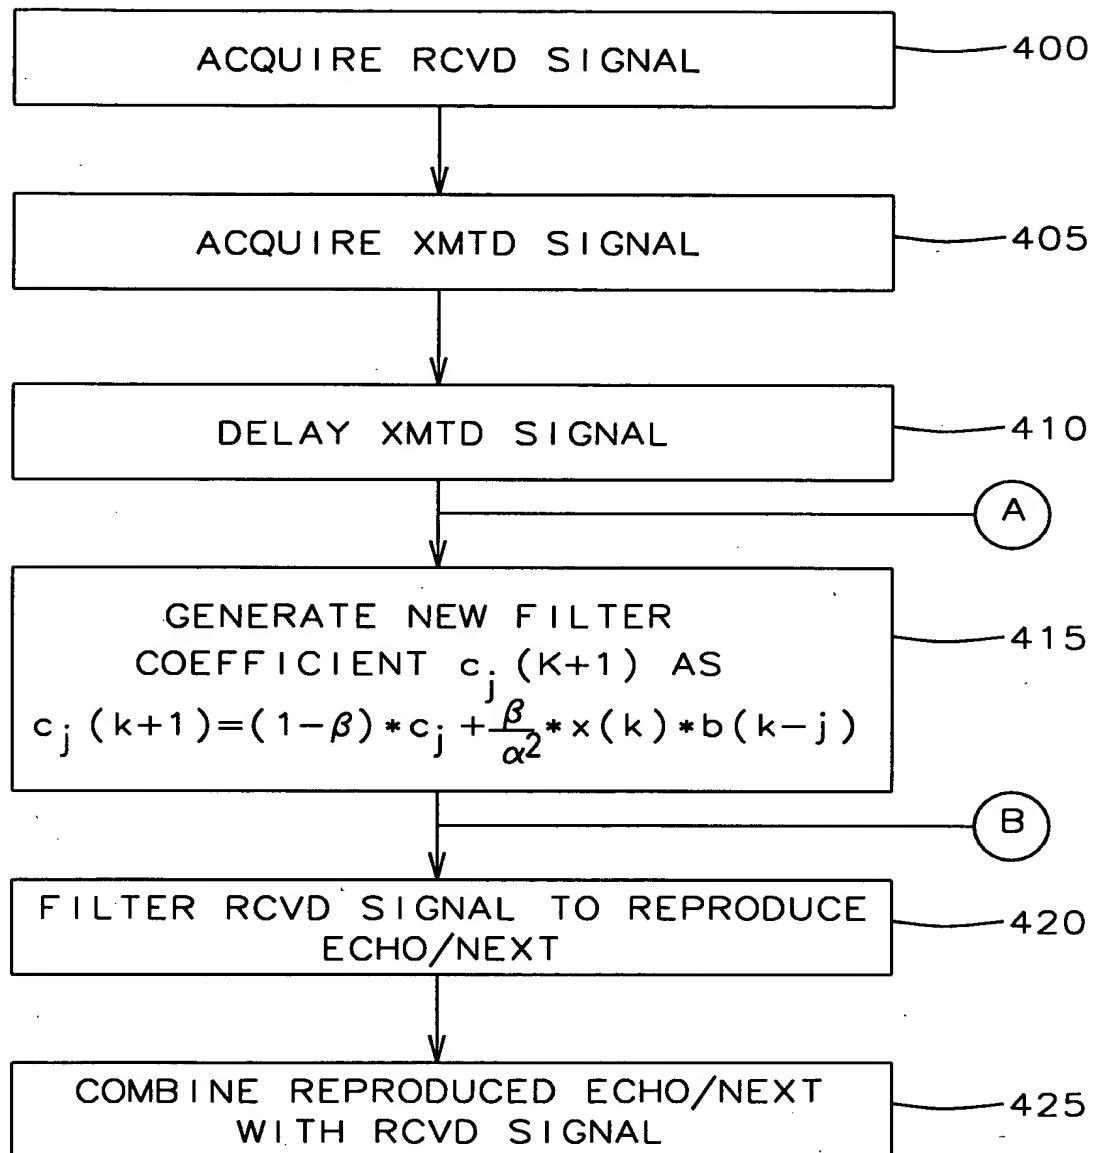 ACQUIRE RCVD SIGNAL
400
ACQUIRE XMTD SIGNAL
405
DELAY XMTD SIGNAL
410
A
GENERATE NEW FILTER
COEFFICIENT c_j (K+1) AS
c_j (k+1)=(1-β)*c_j+β/α²*x(k)*b(k-j)
415
B
FILTER RCVD SIGNAL TO REPRODUCE
ECHO/NEXT
420
COMBINE REPRODUCED ECHO/NEXT
WITH RCVD SIGNAL
425